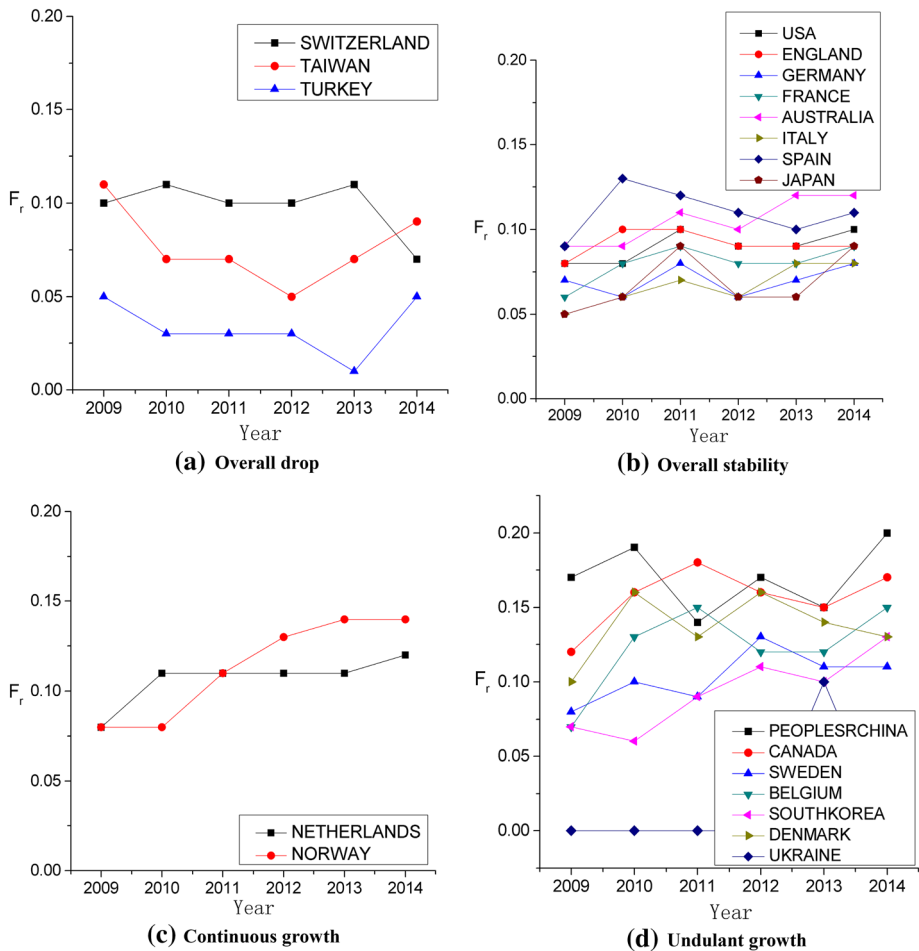 0.20
0.15
0.10
0.05
0.00
Fr
SWITZERLAND
TAIWAN
TURKEY
2009 2010 2011 2012 2013 2014
Year
(a) Overall drop
0.20
0.15
0.10
0.05
0.00
Fr
USA
ENGLAND
GERMANY
FRANCE
AUSTRALIA
ITALY
SPAIN
JAPAN
2009 2010 2011 2012 2013 2014
Year
(b) Overall stability
0.20
0.15
0.10
0.05
0.00
Fr
NETHERLANDS
NORWAY
2009 2010 2011 2012 2013 2014
Year
(c) Continuous growth
0.20
0.15
0.10
0.05
0.00
Fr
PEOPLESRCHINA
CANADA
SWEDEN
BELGIUM
SOUTHKOREA
DENMARK
UKRAINE
2009 2010 2011 2012 2013 2014
Year
(d) Undulant growth